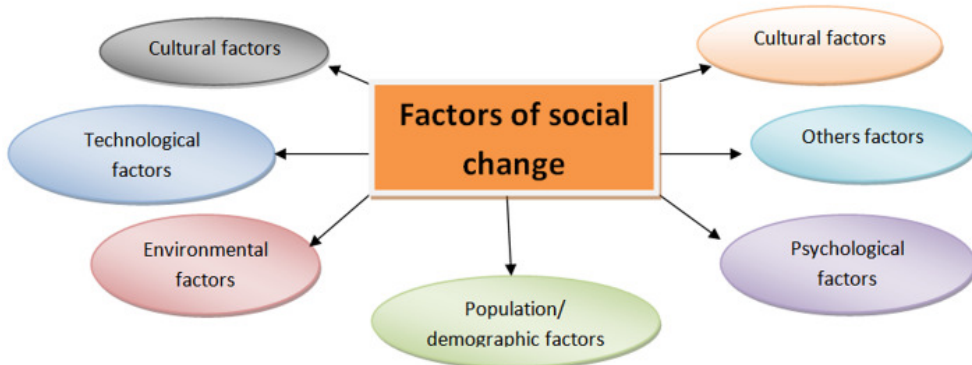 Cultural factors
Cultural factors
Factors of social
change
Technological
factors
Others factors
Environmental
factors
Psychological
factors
Population/
demographic factors